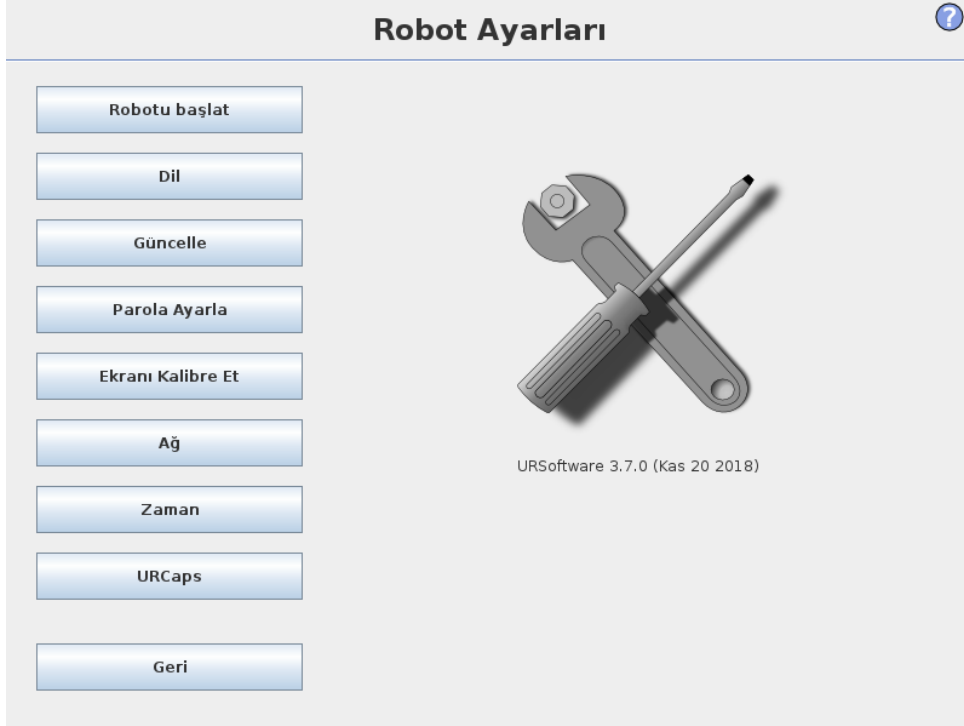 Robot Ayarları
?
Robotu başlat
Dil
Güncelle
Parola Ayarla
Ekranı Kalibre Et
Ağ
Zaman
URCaps
Geri
URSoftware 3.7.0 (Kas 20 2018)